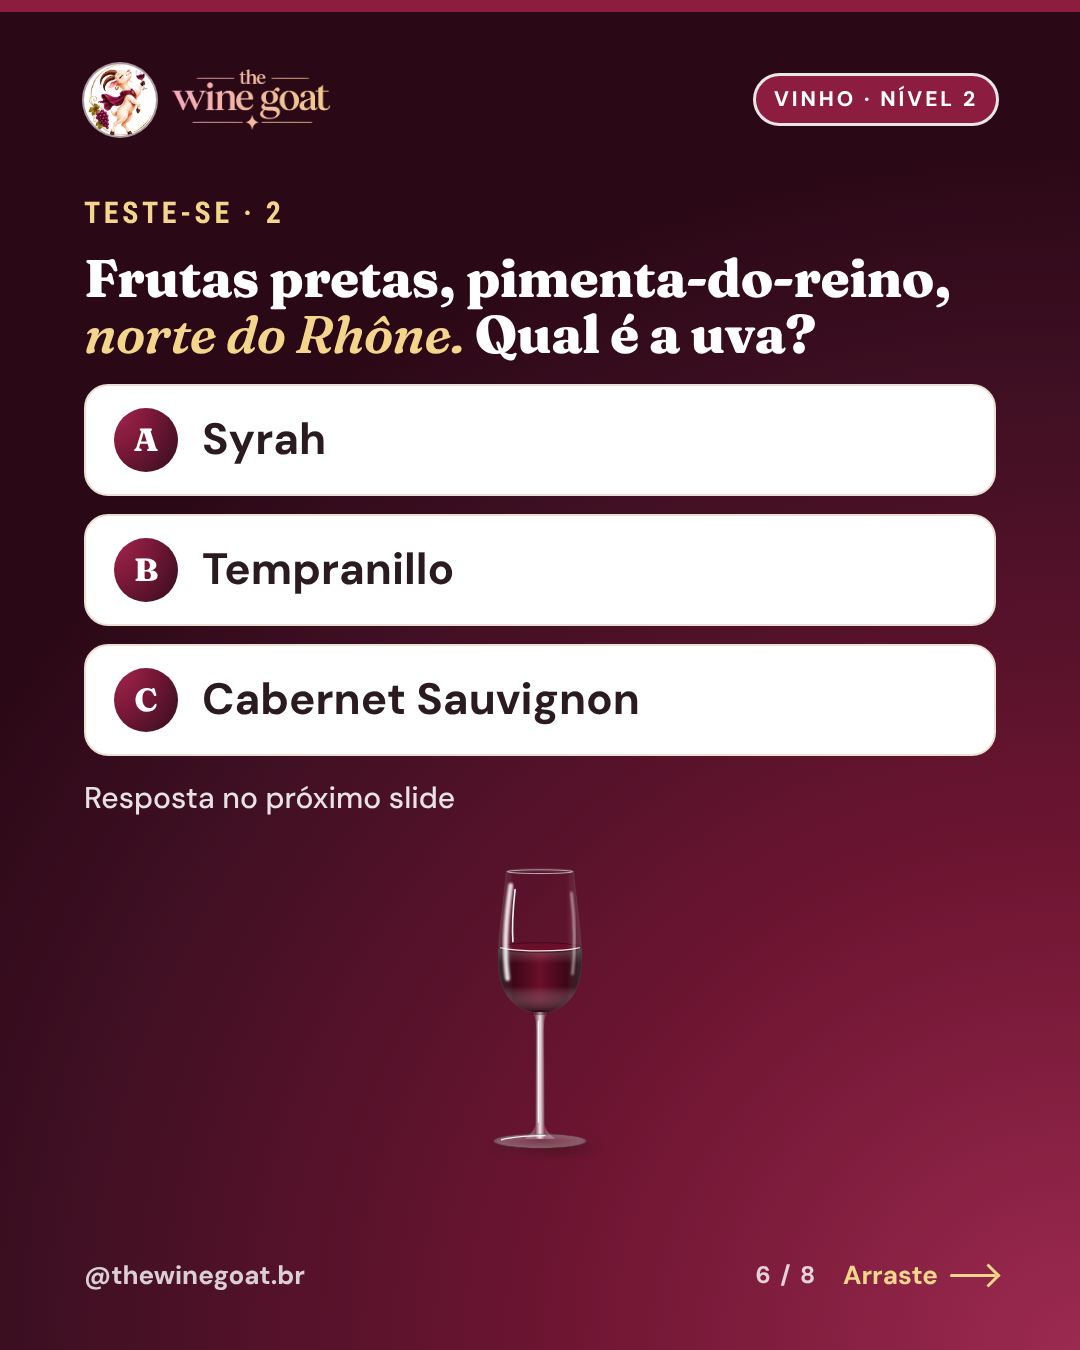 the
wine goat
VINHO · NÍVEL 2
TESTE-SE · 2
Frutas pretas, pimenta-do-reino,
norte do Rhône. Qual é a uva?
A Syrah
B Tempranillo
C Cabernet Sauvignon
Resposta no próximo slide
@thewinegoat.br
6 / 8 Arraste